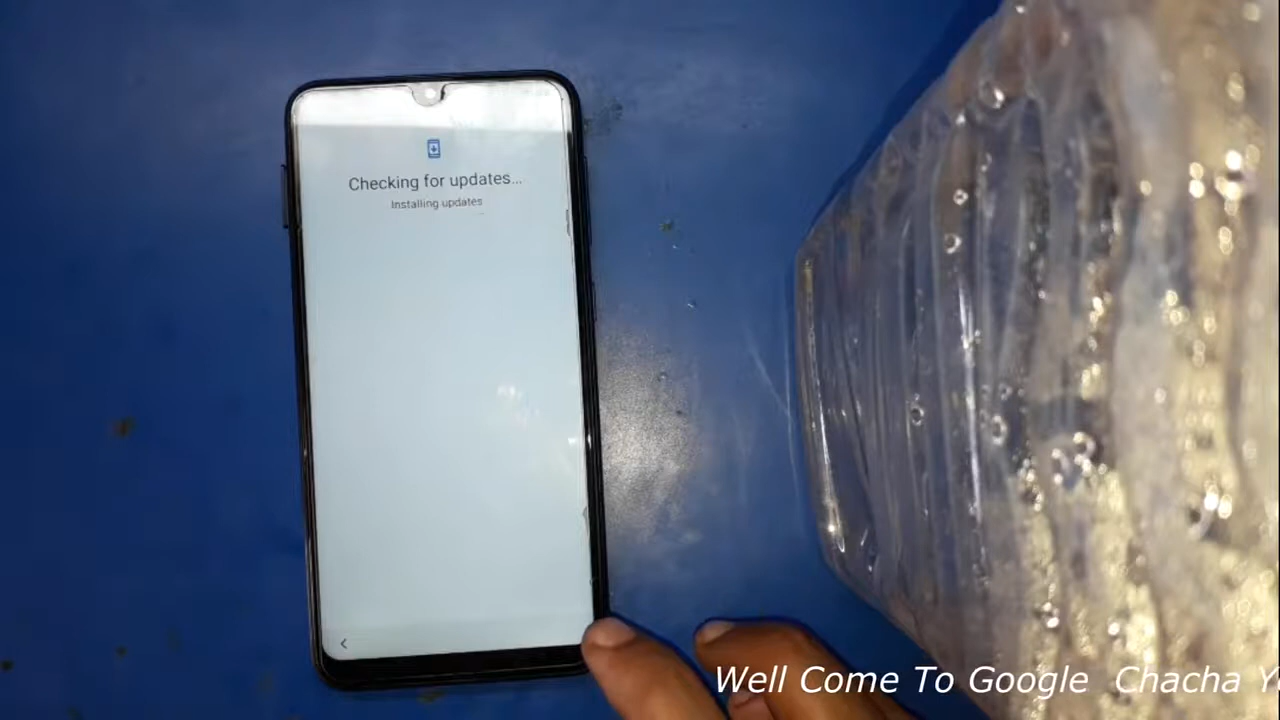 Checking for updates...
Installing updates
Well Come To Google Chacha